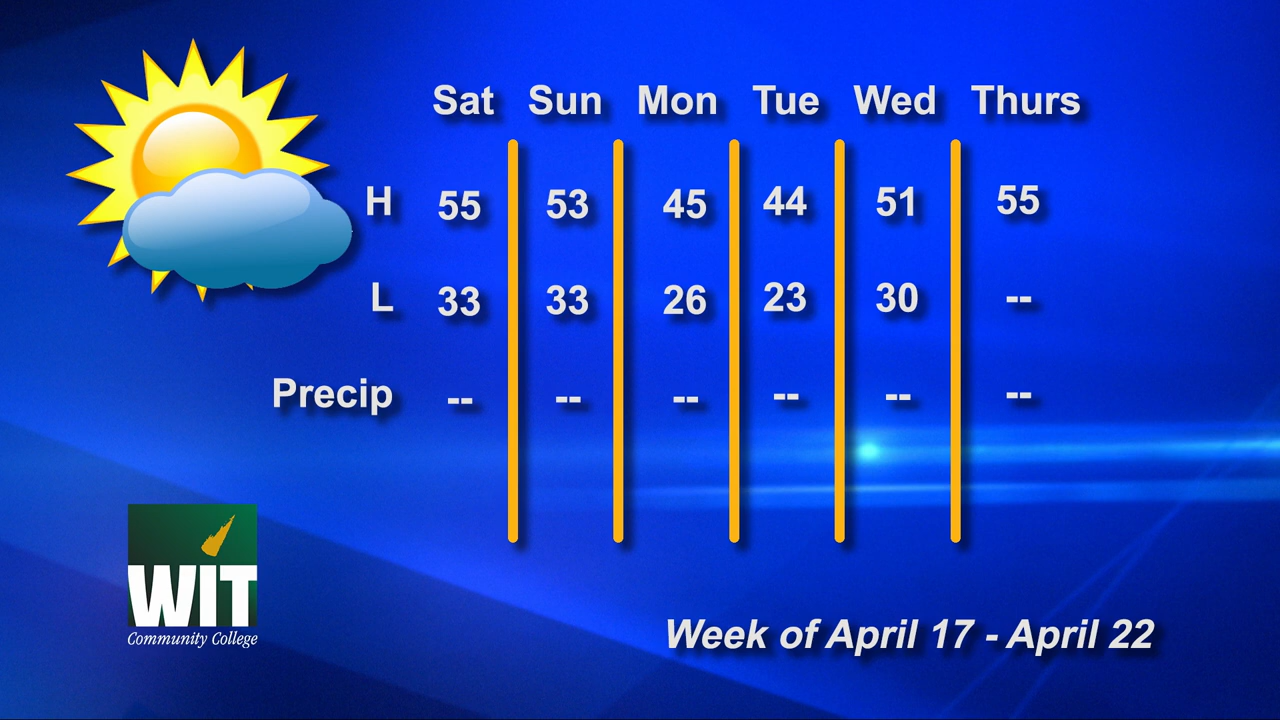 Sat Sun Mon Tue Wed Thurs
H 55 53 45 44 51 55
L 33 33 26 23 30 --
Precip -- -- -- -- -- --
WIT
Community College
Week of April 17 - April 22